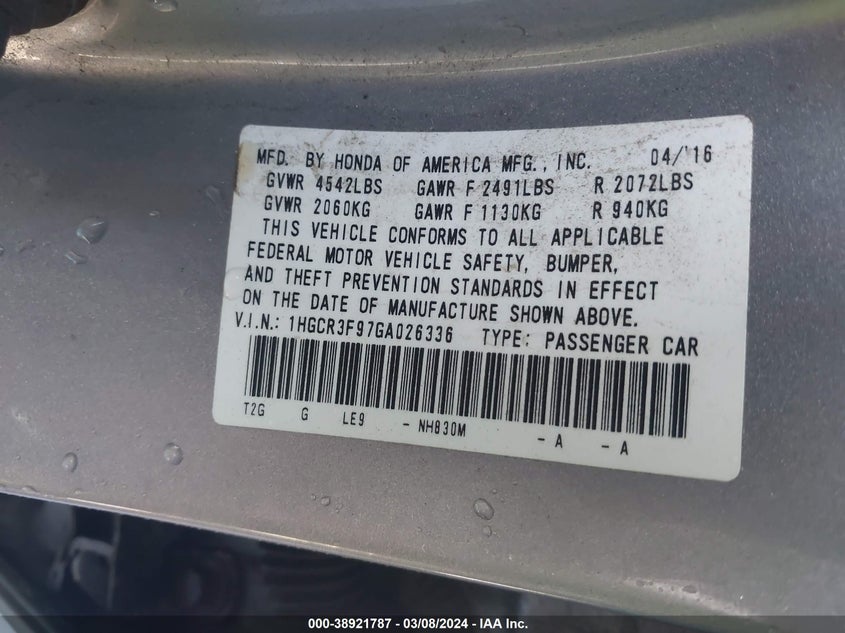 MFD. BY HONDA OF AMERICA MFG., INC. 04/'16
GVWR 4542LBS GAWR F 2491LBS R 2072LBS
GVWR 2060KG GAWR F 1130KG R 940KG
THIS VEHICLE CONFORMS TO ALL APPLICABLE
FEDERAL MOTOR VEHICLE SAFETY, BUMPER,
AND THEFT PREVENTION STANDARDS IN EFFECT
ON THE DATE OF MANUFACTURE SHOWN ABOVE.
V.I.N.: 1HGCR3F97GA026336 TYPE: PASSENGER CAR
T2G G LE9 - NH830M - A - A
000-38921787 - 03/08/2024 - IAA Inc.